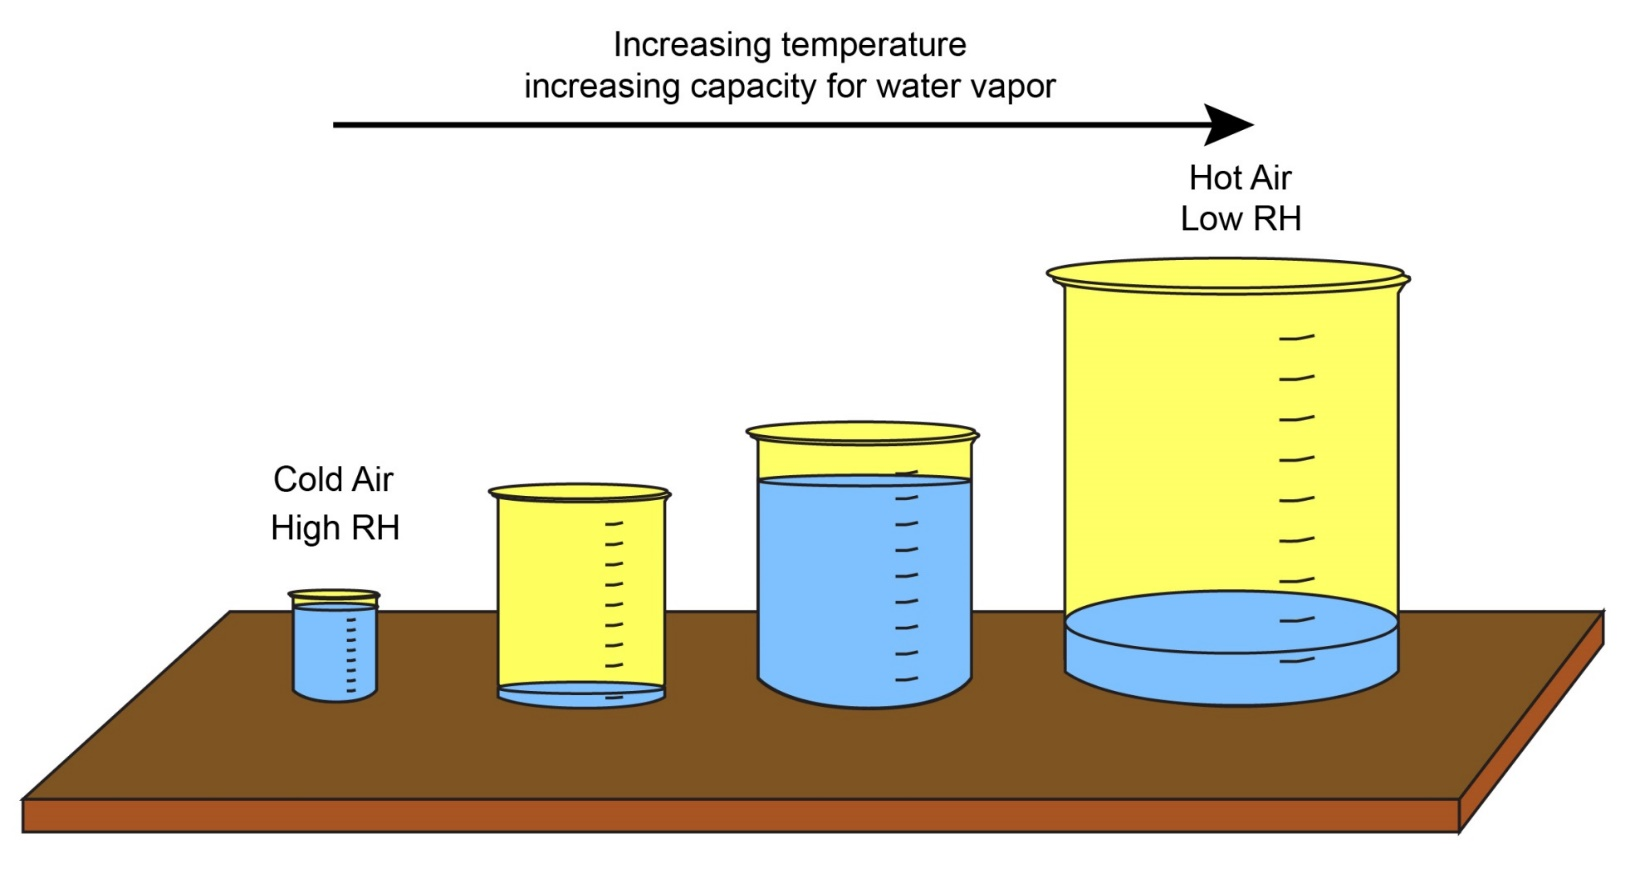 Increasing temperature
increasing capacity for water vapor
Hot Air
Low RH
Cold Air
High RH